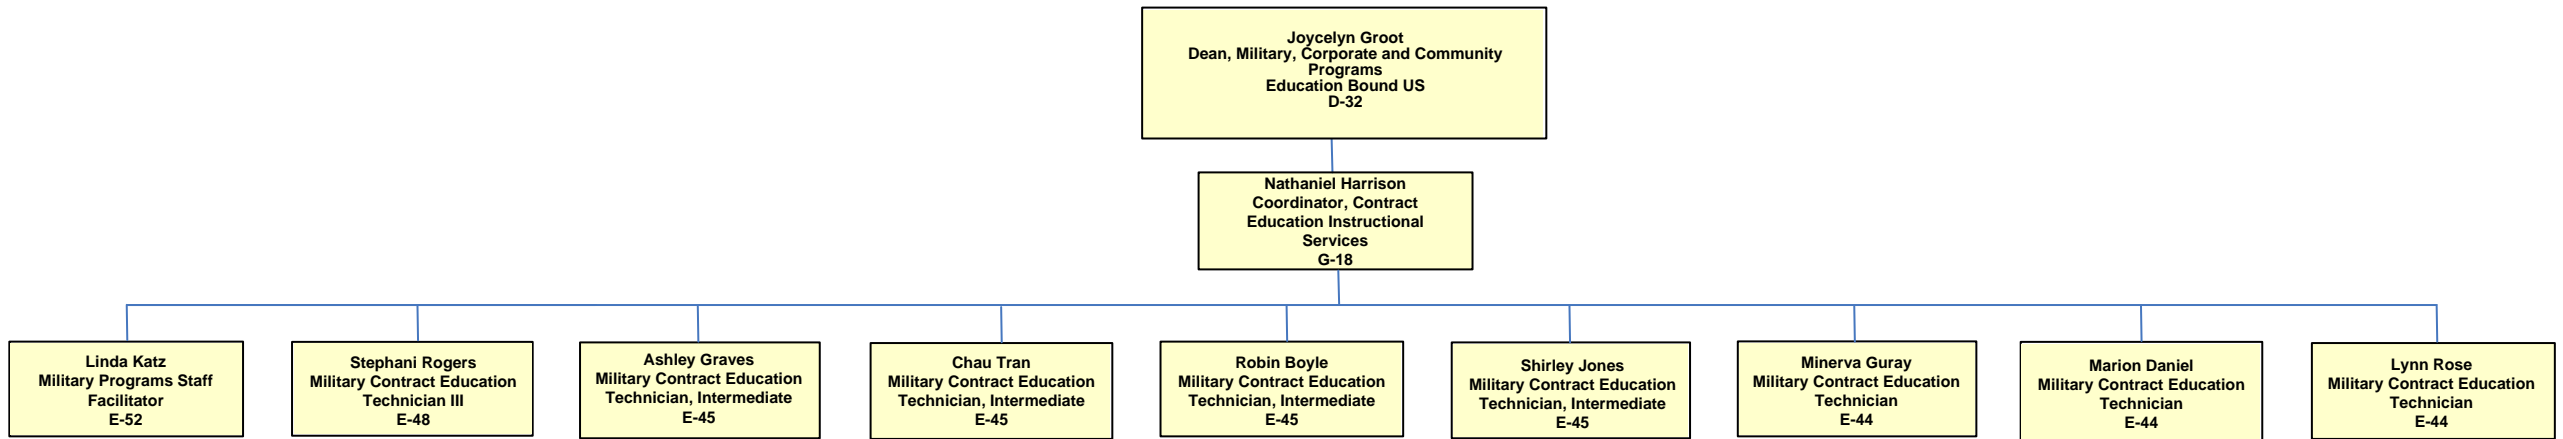 Joycelyn Groot
Dean, Military, Corporate and Community
Programs
Education Bound US
D-32
Nathaniel Harrison
Coordinator, Contract
Education Instructional
Services
G-18
Linda Katz
Military Programs Staff
Facilitator
E-52
Stephani Rogers
Military Contract Education
Technician III
E-48
Ashley Graves
Military Contract Education
Technician, Intermediate
E-45
Chau Tran
Military Contract Education
Technician, Intermediate
E-45
Robin Boyle
Military Contract Education
Technician, Intermediate
E-45
Shirley Jones
Military Contract Education
Technician, Intermediate
E-45
Minerva Guray
Military Contract Education
Technician
E-44
Marion Daniel
Military Contract Education
Technician
E-44
Lynn Rose
Military Contract Education
Technician
E-44